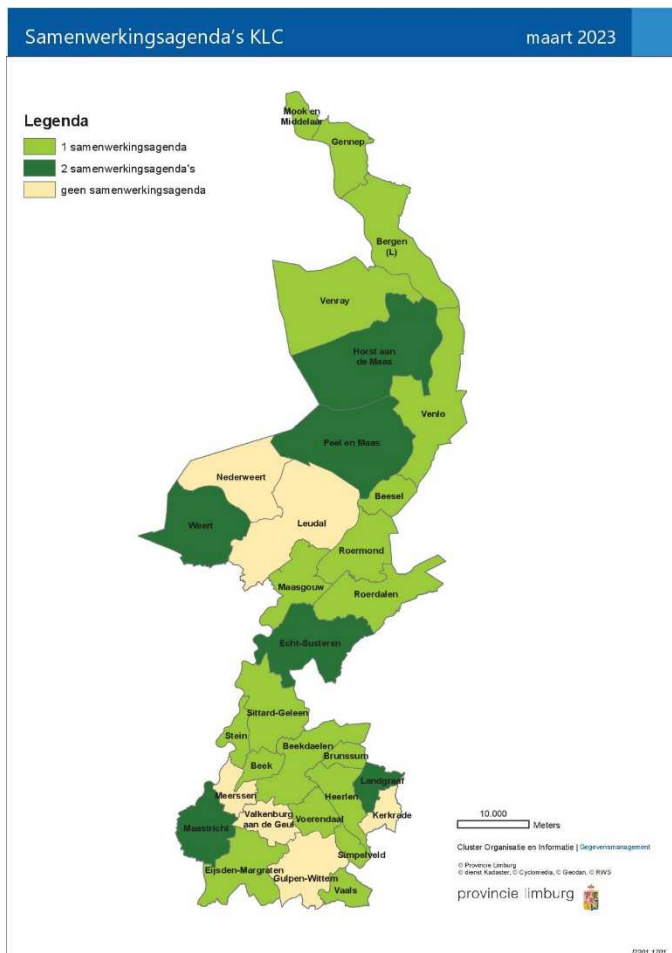 Samenwerkingsagenda's KLC
maart 2023
Legenda
1 samenwerkingsagenda
2 samenwerkingsagenda's
geen samenwerkingsagenda
Mook en
Middelaar
Gennep
Bergen
(L)
Venray
Horst aan
de Maas
Venlo
Peel en Maas
Nederweert
Beesel
Weert
Leudal
Roermond
Maasgouw
Roerdalen
Echt-Susteren
Sittard-Geleen
Stein
Beekdaelen
Brunssum
Beek
Landgraaf
Meerssen
Heerlen
Kerkrade
Valkenburg
aan de Geul
Voerendaal
Maastricht
Simpelveld
Eijsden-Margraten
Gulpen-Wittem
Vaals
10.000
Meters
Cluster Organisatie en Informatie | Gegevensmanagement
© Provincie Limburg
© dienst Kadaster, © Cyclomedia, © Geodan, © RWS
provincie limburg